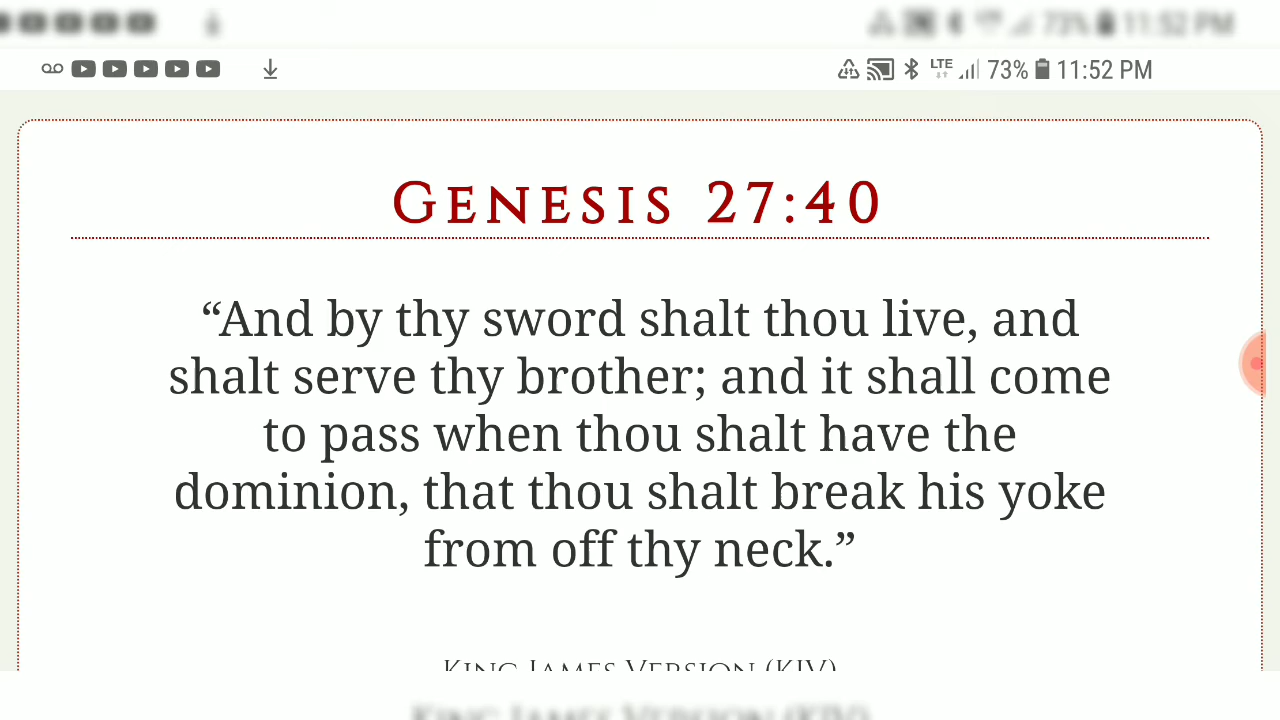 LTE 73% 11:52 PM
Genesis 27:40
“And by thy sword shalt thou live, and
shalt serve thy brother; and it shall come
to pass when thou shalt have the
dominion, that thou shalt break his yoke
from off thy neck.”
King James Version (KJV)